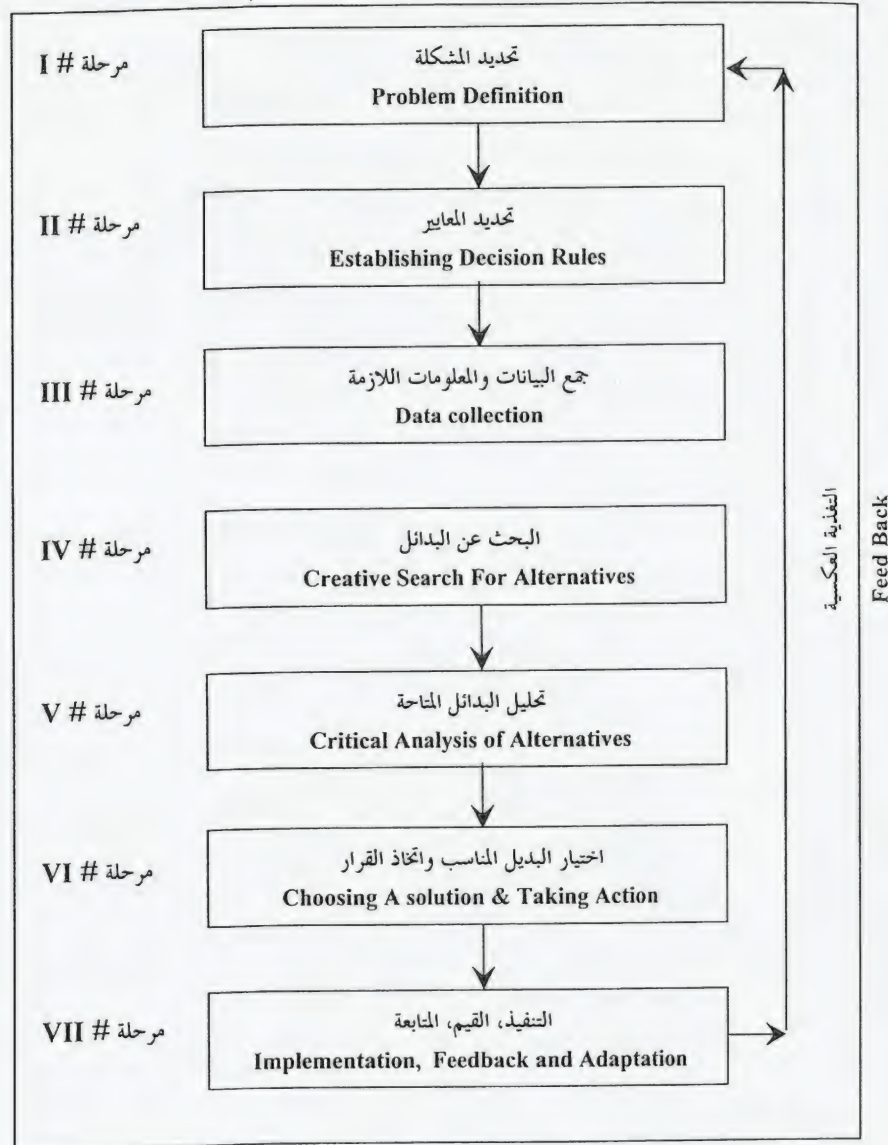 مرحلة # I
تحديد المشكلة
Problem Definition
مرحلة # II
تحديد المعايير
Establishing Decision Rules
مرحلة # III
جمع البيانات والمعلومات اللازمة
Data collection
مرحلة # IV
البحث عن البدائل
Creative Search For Alternatives
مرحلة # V
تحليل البدائل المتاحة
Critical Analysis of Alternatives
مرحلة # VI
اختيار البديل المناسب واتخاذ القرار
Choosing A solution & Taking Action
مرحلة # VII
التنفيذ، القيم، المتابعة
Implementation, Feedback and Adaptation
التغذية العكسية
Feed Back